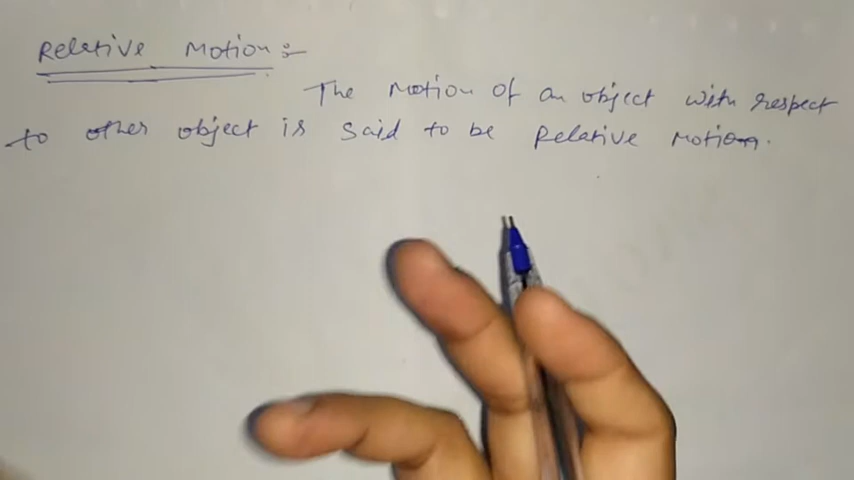 Relative Motion :-
The Motion of an object with respect
to other object is said to be Relative Motion.